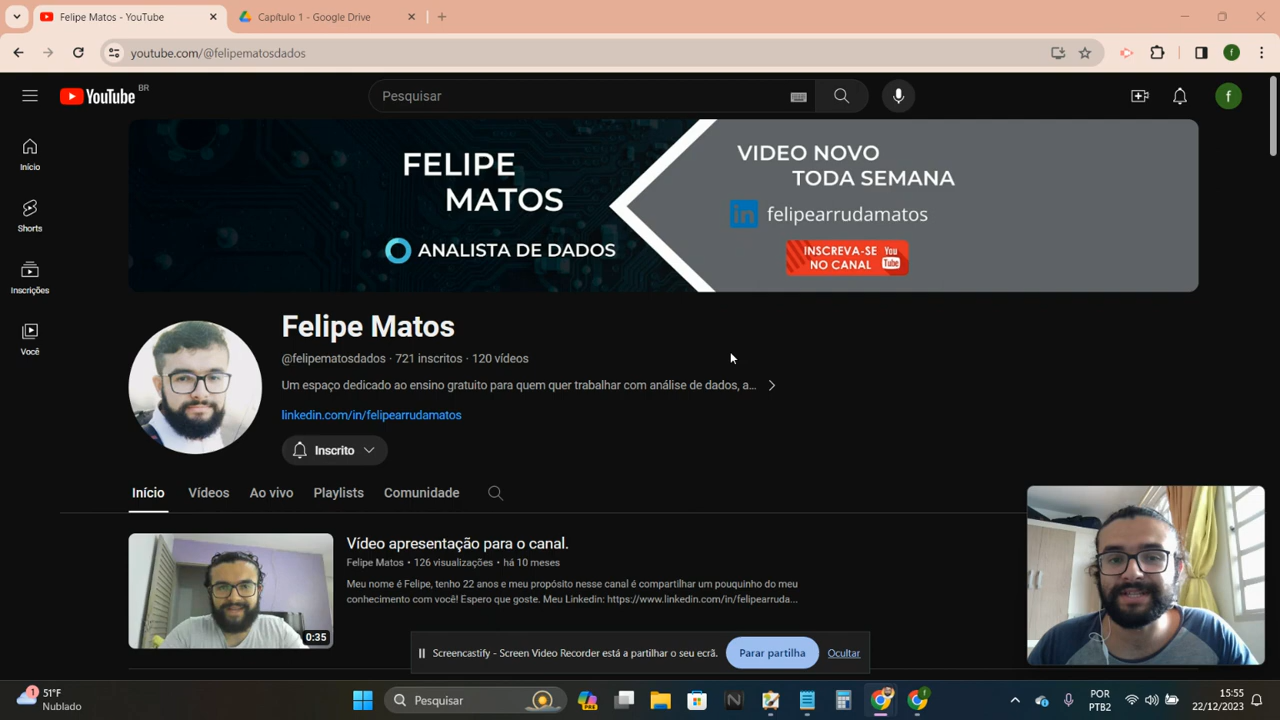 Felipe Matos - YouTube
Capítulo 1 - Google Drive
youtube.com/@felipematosdados
f
YouTube BR
Pesquisar
f
Início
Shorts
Inscrições
Você
FELIPE
MATOS
ANALISTA DE DADOS
VIDEO NOVO
TODA SEMANA
in felipearrudamatos
INSCREVA-SE
NO CANAL
You
Tube
Felipe Matos
@felipematosdados · 721 inscritos · 120 vídeos
Um espaço dedicado ao ensino gratuito para quem quer trabalhar com análise de dados, a...
linkedin.com/in/felipearrudamatos
Inscrito
Início Vídeos Ao vivo Playlists Comunidade
0:35
Vídeo apresentação para o canal.
Felipe Matos • 126 visualizações • há 10 meses
Meu nome é Felipe, tenho 22 anos e meu propósito nesse canal é compartilhar um pouquinho do meu
conhecimento com você! Espero que goste. Meu Linkedin: https://www.linkedin.com/in/felipearruda...
Screencastify - Screen Video Recorder está a partilhar o seu ecrã.
Parar partilha
Ocultar
1
51°F
Nublado
Pesquisar
PRE
N
f
POR
PTB2
15:55
22/12/2023